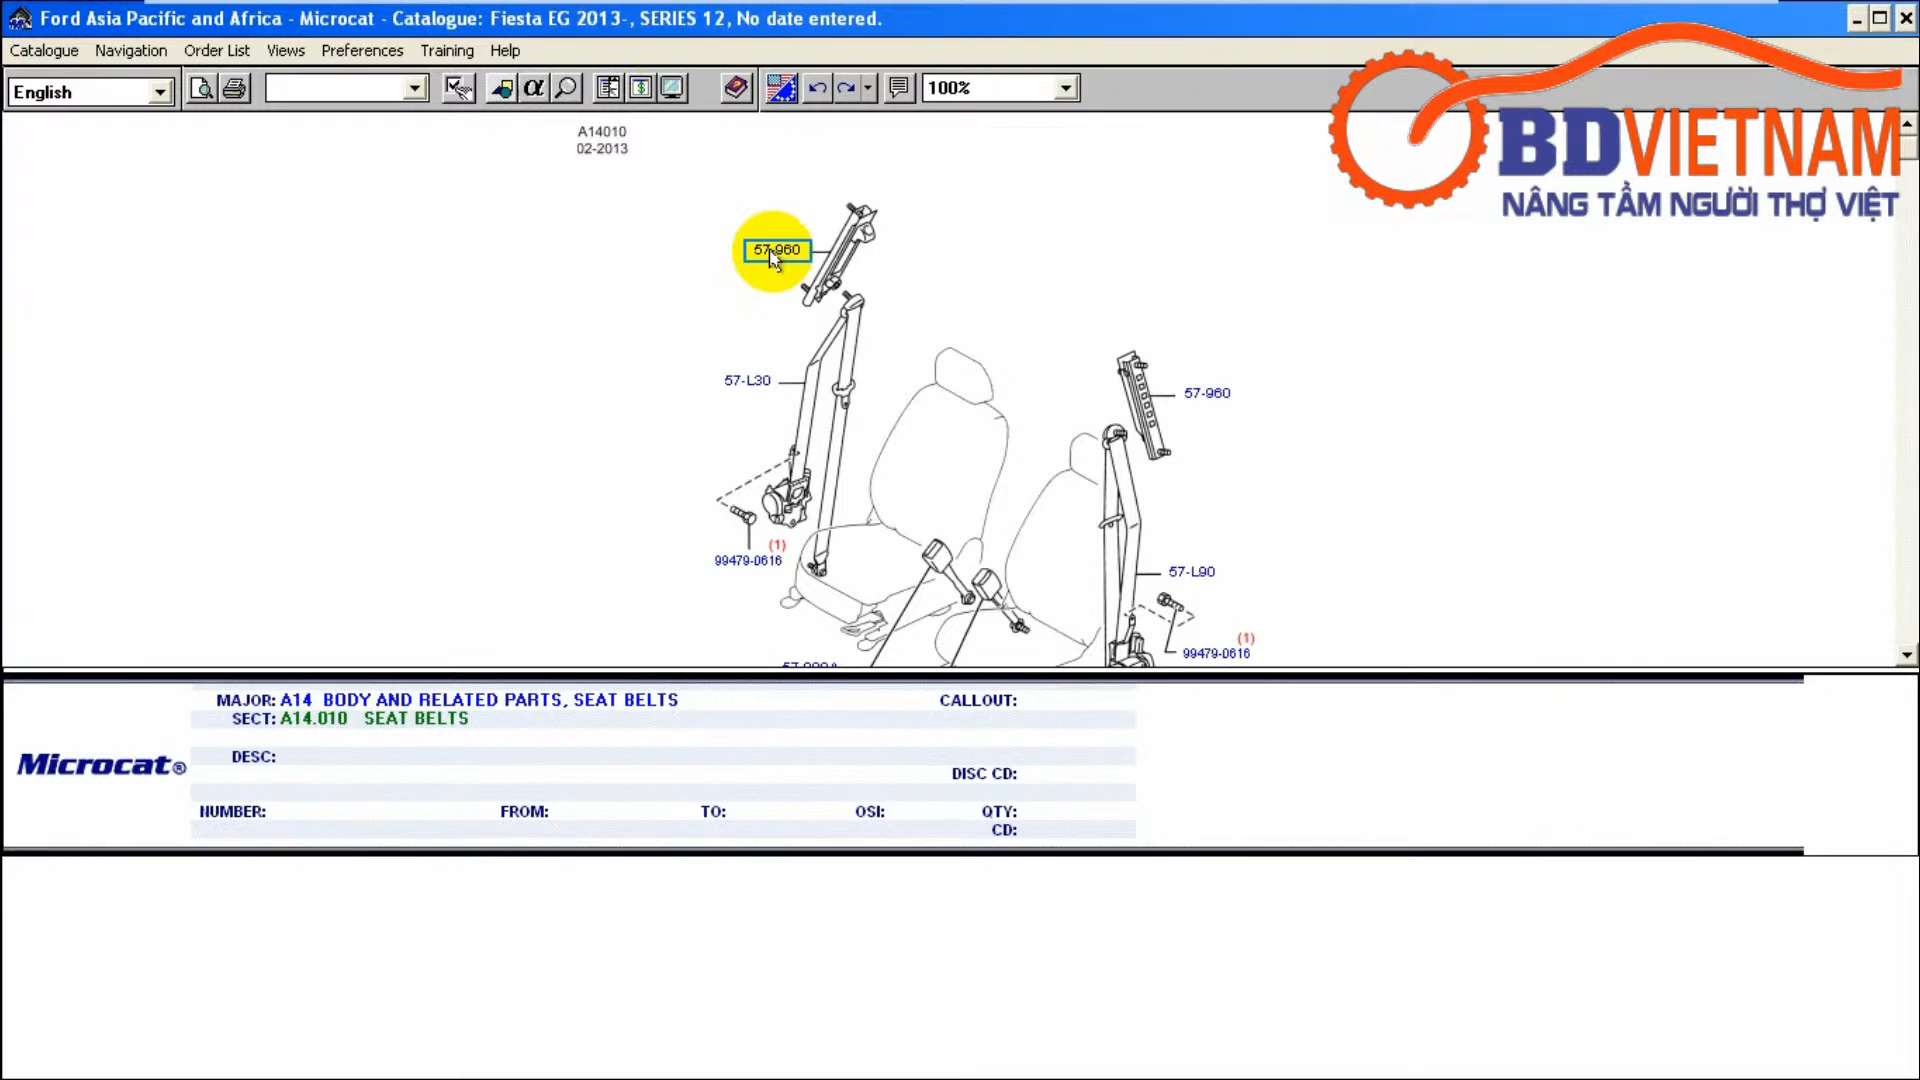 Ford Asia Pacific and Africa - Microcat - Catalogue: Fiesta EG 2013-, SERIES 12, No date entered.
Catalogue Navigation Order List Views Preferences Training Help
English α 100%
BDVIETNAM
NÂNG TẦM NGƯỜI THỢ VIỆT
A14010
02-2013
57-960
57-L30
57-960
(1)
99479-0616
57-L90
(1)
99479-0616
MAJOR: A14 BODY AND RELATED PARTS, SEAT BELTS CALLOUT:
SECT: A14.010 SEAT BELTS
Microcat®
DESC:
DISC CD:
NUMBER: FROM: TO: OSI: QTY:
CD: